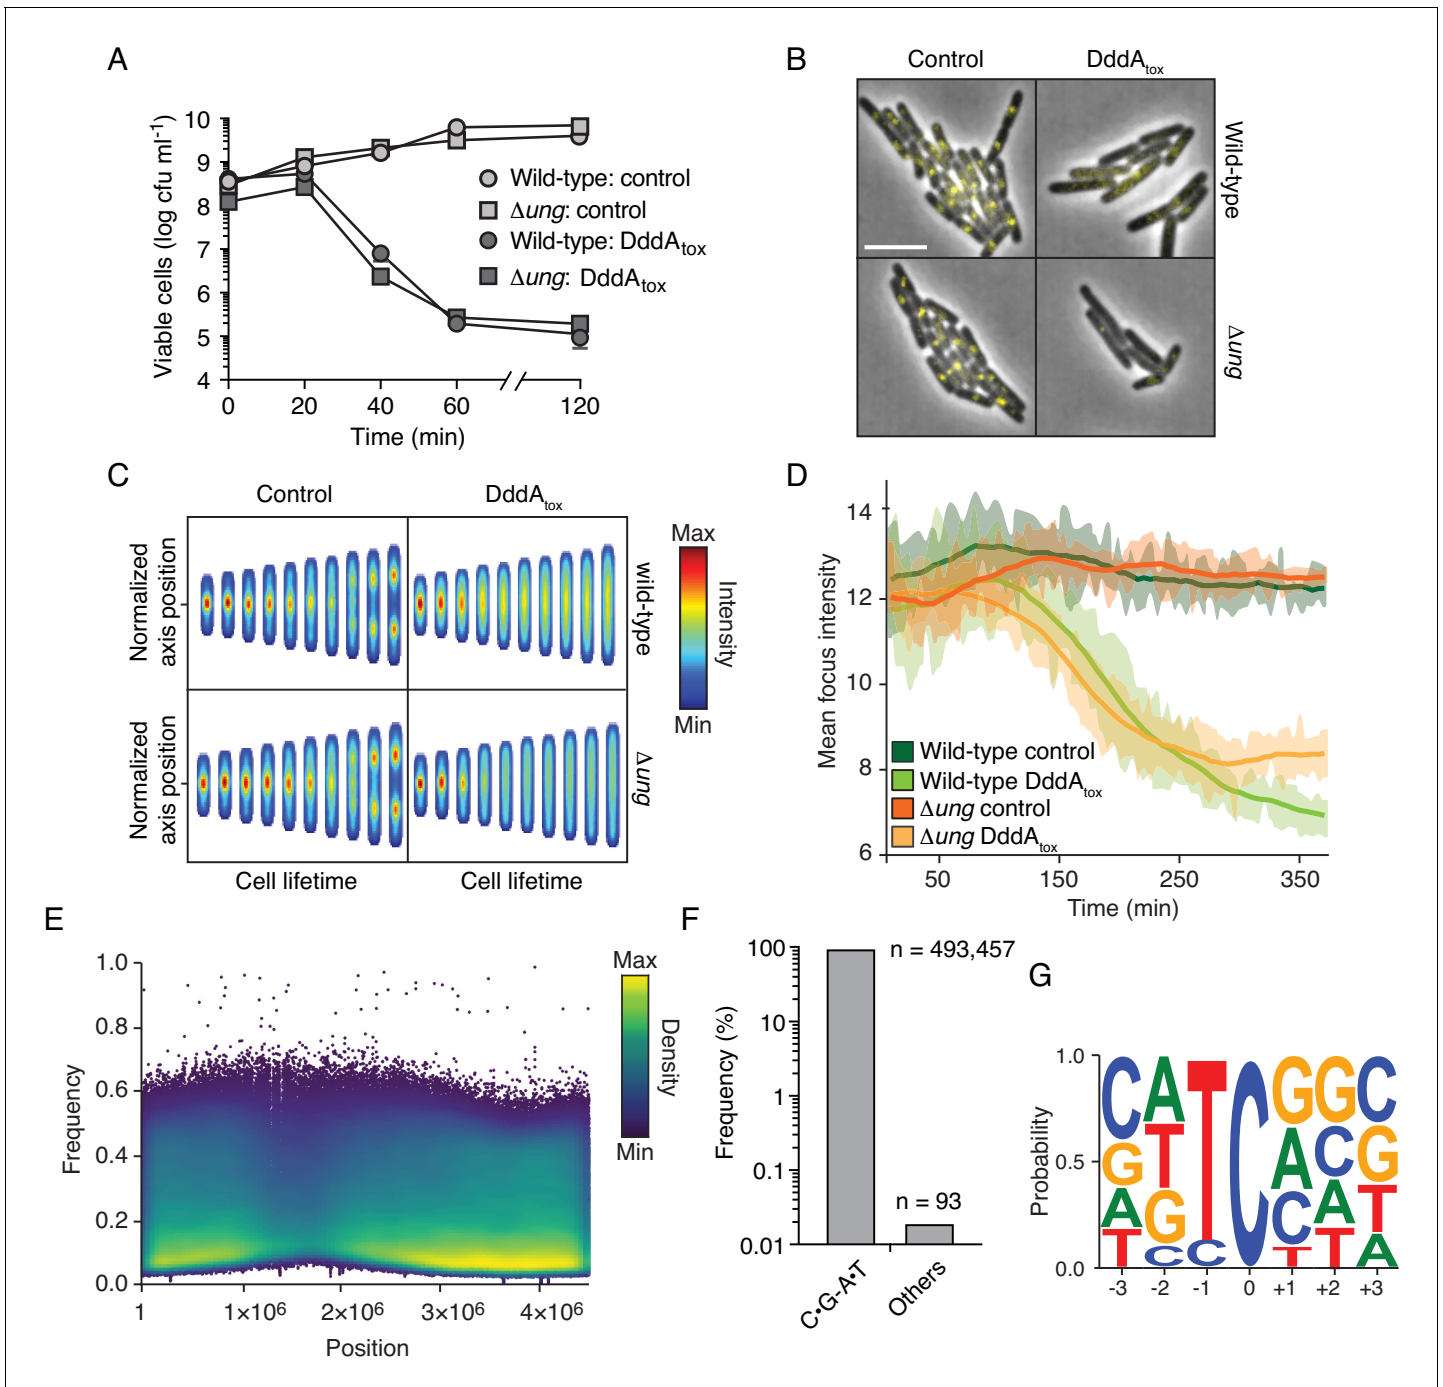 A
Viable cells (log cfu ml-1)
10
9
8
7
6
5
4
0 20 40 60 120
Time (min)
Wild-type: control
Δung: control
Wild-type: DddAtox
Δung: DddAtox
B
Control DddAtox
Wild-type
Δung
C
Control DddAtox
Normalized
axis position
wild-type
Normalized
axis position
Δung
Cell lifetime Cell lifetime
Max
Intensity
Min
D
Mean focus intensity
14
12
10
8
6
Wild-type control
Wild-type DddAtox
Δung control
Δung DddAtox
50 150 250 350
Time (min)
E
Frequency
1.0
0.8
0.6
0.4
0.2
0.0
1 1×106 2×106 3×106 4×106
Position
Max
Density
Min
F
Frequency (%)
100
10
1
0.1
0.01
n = 493,457
n = 93
C•G-A•T
Others
G
Probability
1.0
0.5
0.0
C A T C G G C
G T C A C G
A G C A T
T C T T A
-3 -2 -1 0 +1 +2 +3